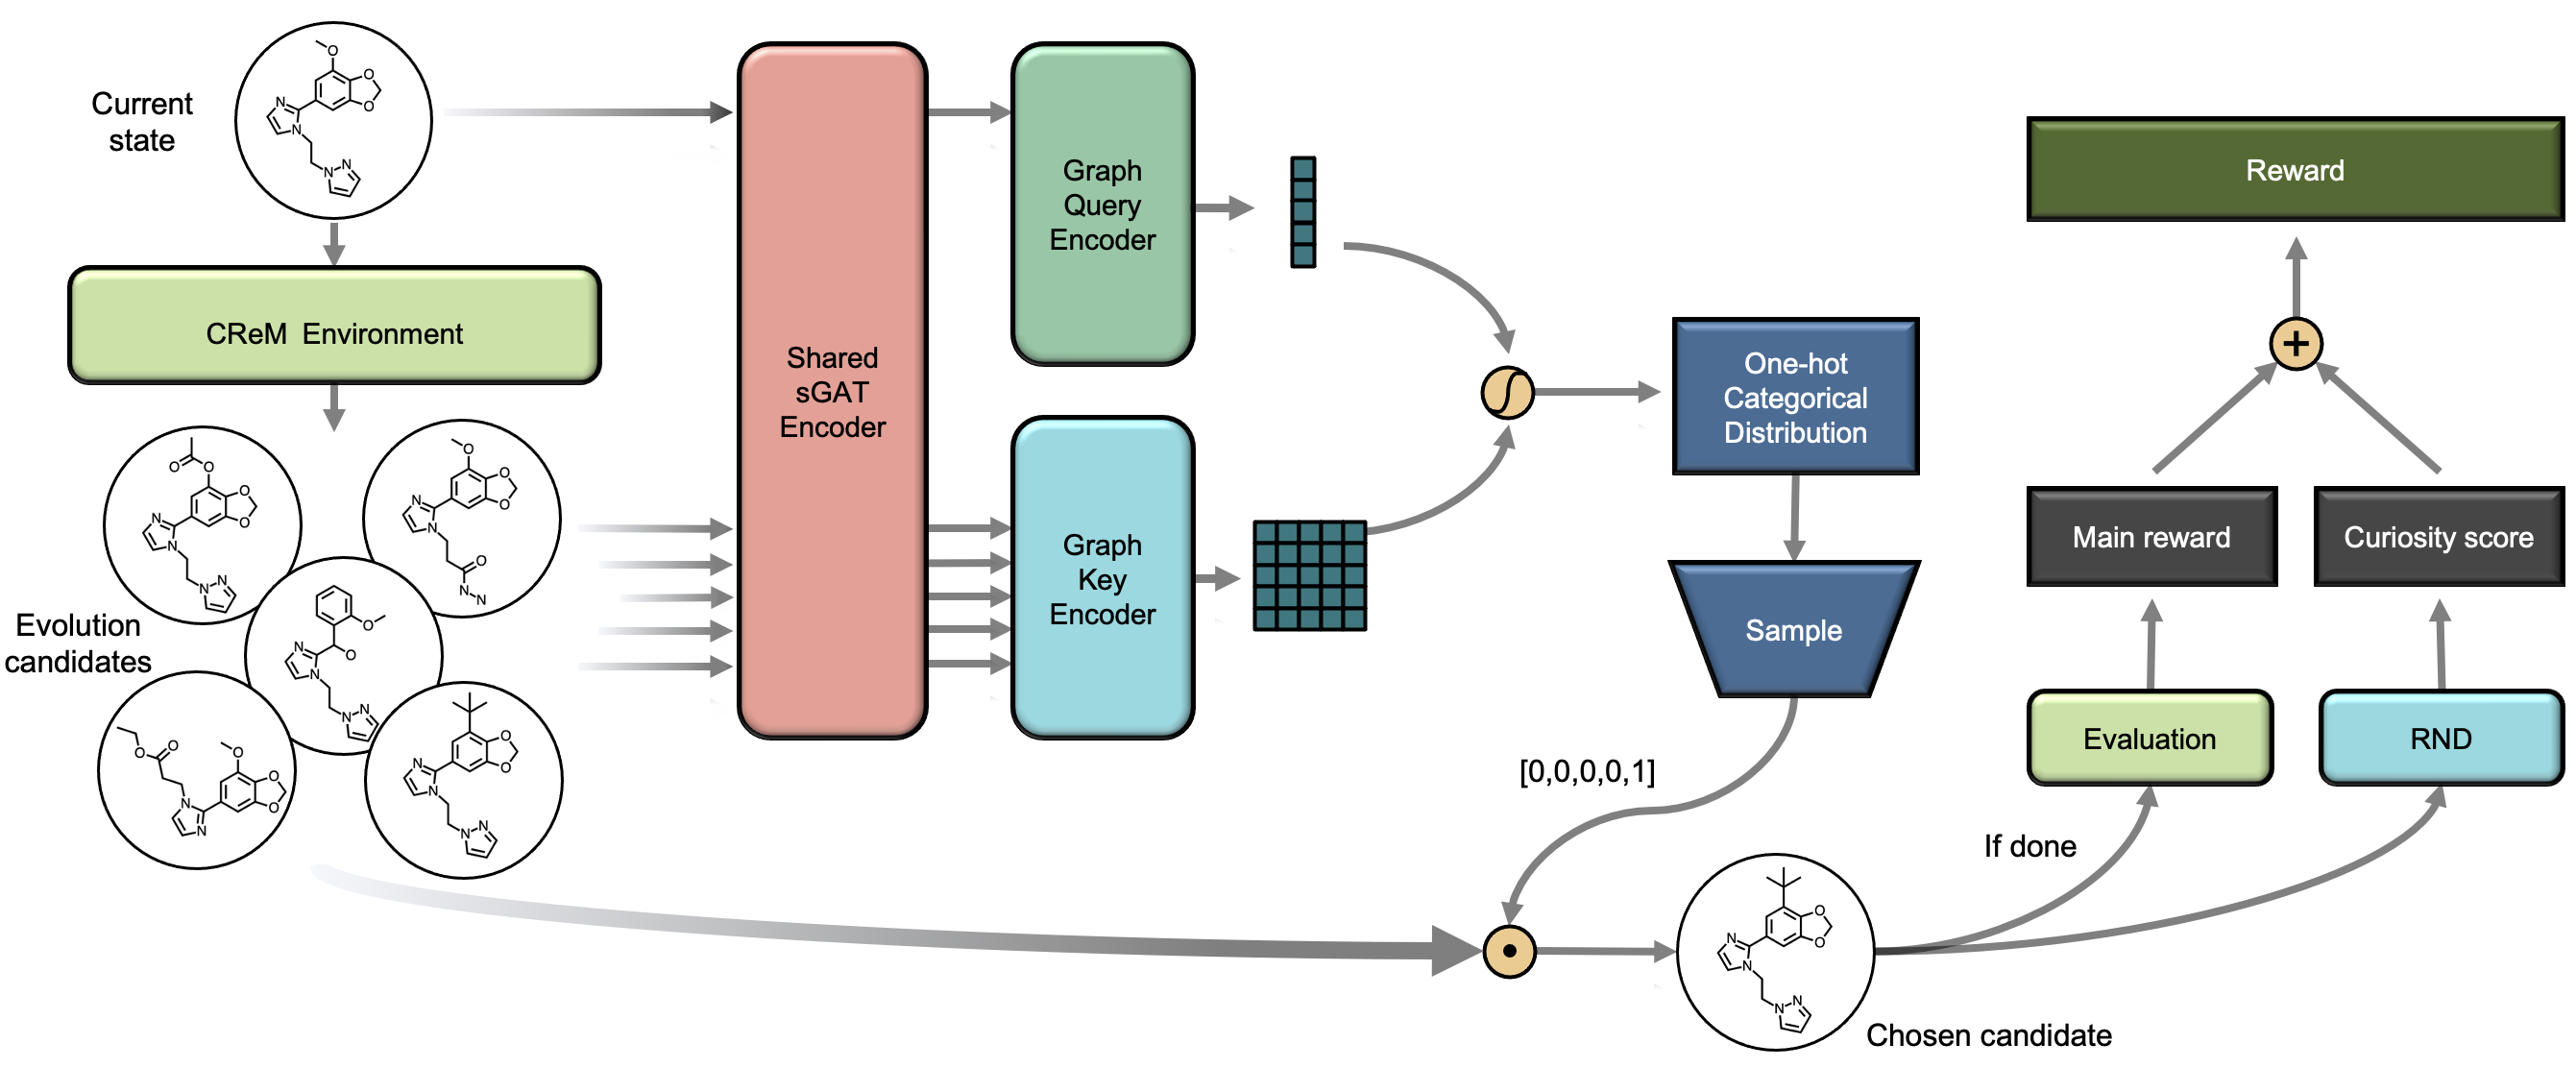 Current
state
CReM Environment
Evolution
candidates
Shared
sGAT
Encoder
Graph
Query
Encoder
Graph
Key
Encoder
One-hot
Categorical
Distribution
Sample
[0,0,0,0,1]
Chosen candidate
If done
Evaluation
RND
Main reward
Curiosity score
+
Reward